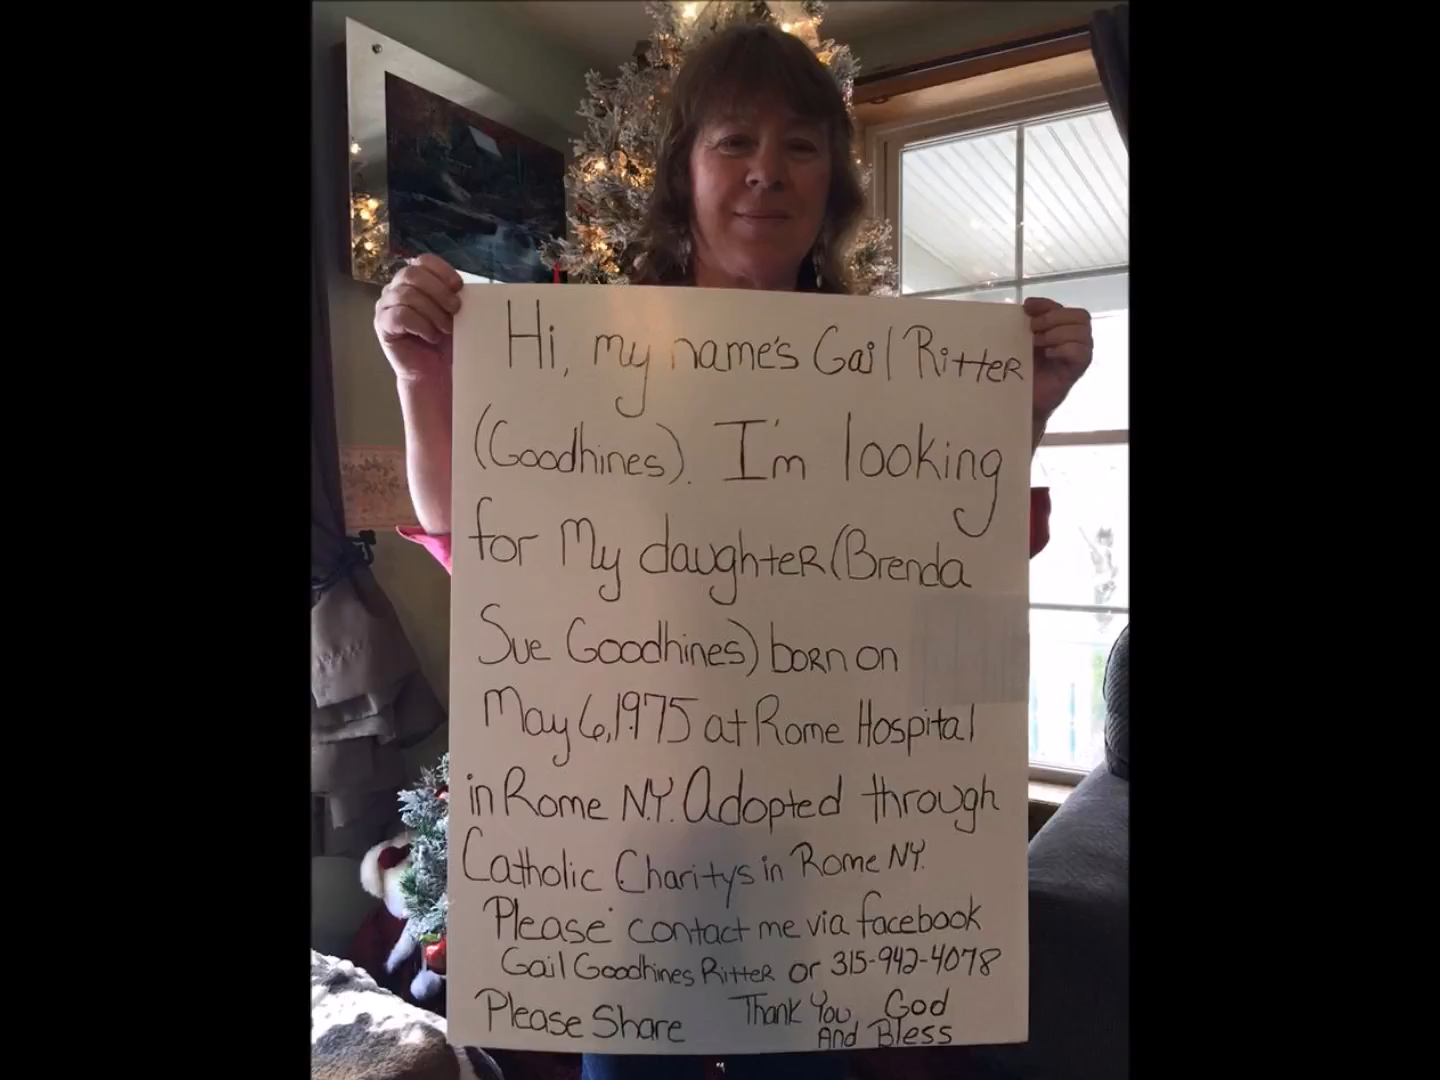 Hi, my name's Gail Ritter
(Goodhines). I'm looking
for My daughter (Brenda
Sue Goodhines) born on
May 6, 1975 at Rome Hospital
in Rome N.Y. Adopted through
Catholic Charitys in Rome N.Y.
Please contact me via facebook
Gail Goodhines Ritter or 315-942-4078
Please Share Thank You God
And Bless